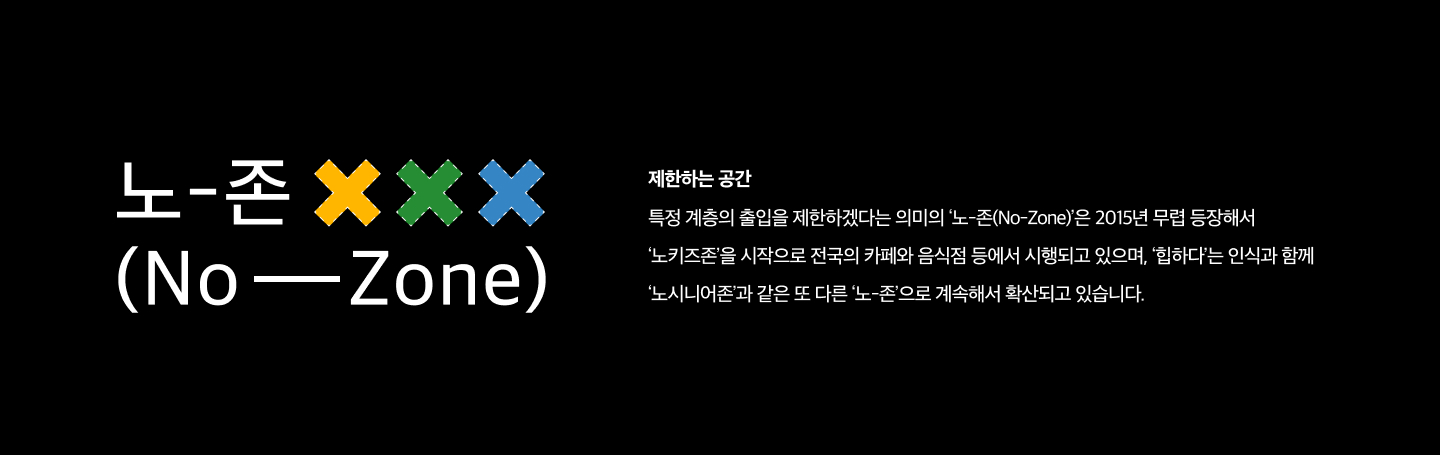 노-존
(No — Zone)
제한하는 공간
특정 계층의 출입을 제한하겠다는 의미의 ‘노-존(No-Zone)’은 2015년 무렵 등장해서
‘노키즈존’을 시작으로 전국의 카페와 음식점 등에서 시행되고 있으며, ‘힙하다’는 인식과 함께
‘노시니어존’과 같은 또 다른 ‘노-존’으로 계속해서 확산되고 있습니다.